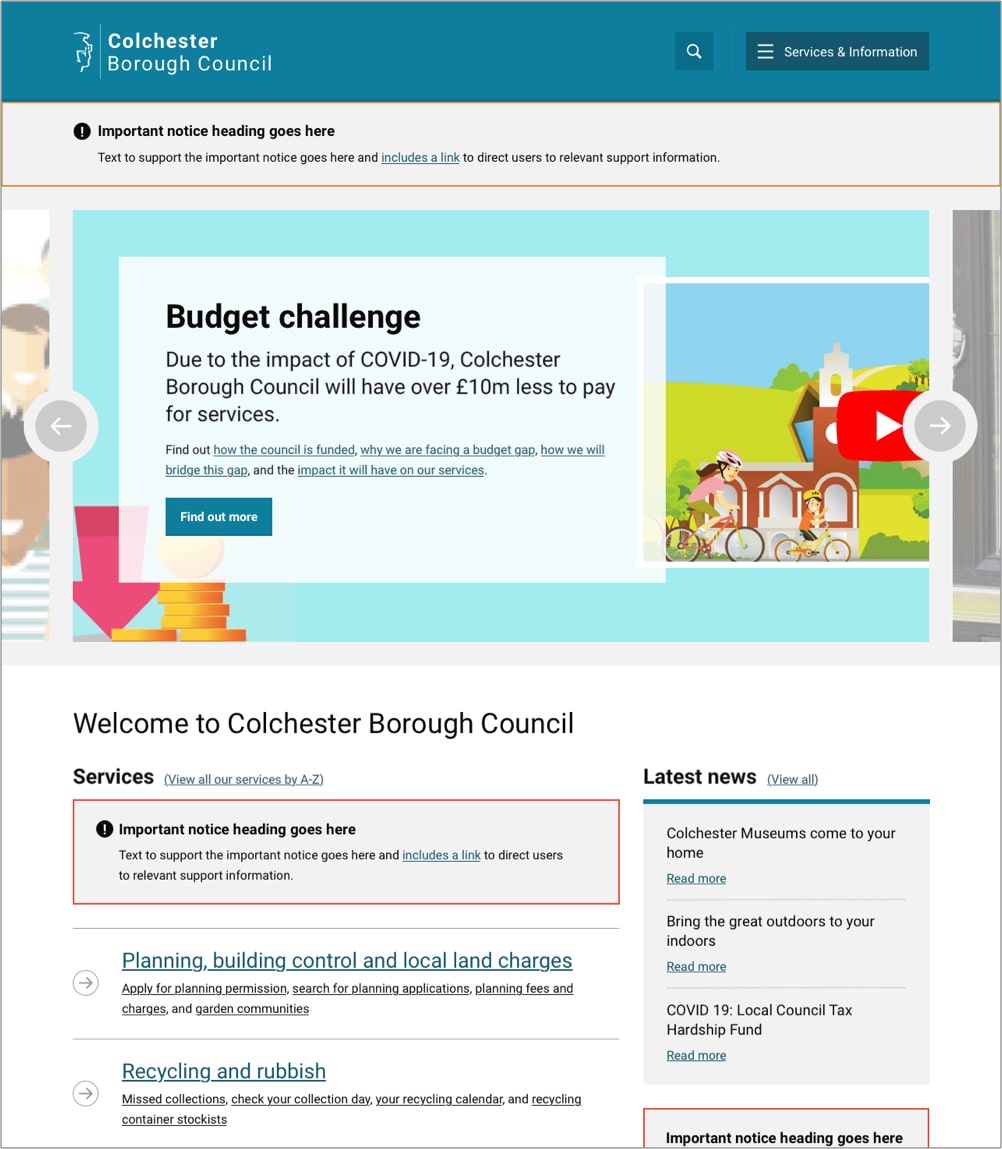 Colchester
Borough Council
Services & Information
Important notice heading goes here
Text to support the important notice goes here and includes a link to direct users to relevant support information.
Budget challenge
Due to the impact of COVID-19, Colchester
Borough Council will have over £10m less to pay
for services.
Find out how the council is funded, why we are facing a budget gap, how we will
bridge this gap, and the impact it will have on our services.
Find out more
Welcome to Colchester Borough Council
Services (View all our services by A-Z)
Important notice heading goes here
Text to support the important notice goes here and includes a link to direct users
to relevant support information.
Planning, building control and local land charges
Apply for planning permission, search for planning applications, planning fees and
charges, and garden communities
Recycling and rubbish
Missed collections, check your collection day, your recycling calendar, and recycling
container stockists
Latest news (View all)
Colchester Museums come to your
home
Read more
Bring the great outdoors to your
indoors
Read more
COVID 19: Local Council Tax
Hardship Fund
Read more
Important notice heading goes here